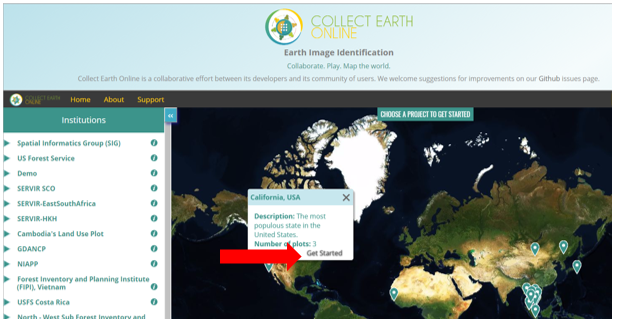 COLLECT EARTH
ONLINE
Earth Image Identification
Collaborate. Play. Map the world.
Collect Earth Online is a collaborative effort between its developers and its community of users. We welcome suggestions for improvements on our Github Issues page.
COLLECT EARTH
ONLINE
Home About Support
Institutions
«
CHOOSE A PROJECT TO GET STARTED
Spatial Informatics Group (SIG)
US Forest Service
Demo
SERVIR SCO
SERVIR-EastSouthAfrica
SERVIR-HKH
Cambodia's Land Use Plot
GDANCP
NIAPP
Forest Inventory and Planning Institute
(FIPI), Vietnam
USFS Costa Rica
North - West Sub Forest Inventory and
California, USA
Description: The most
populous state in the
United States.
Number of plots: 3
Get Started